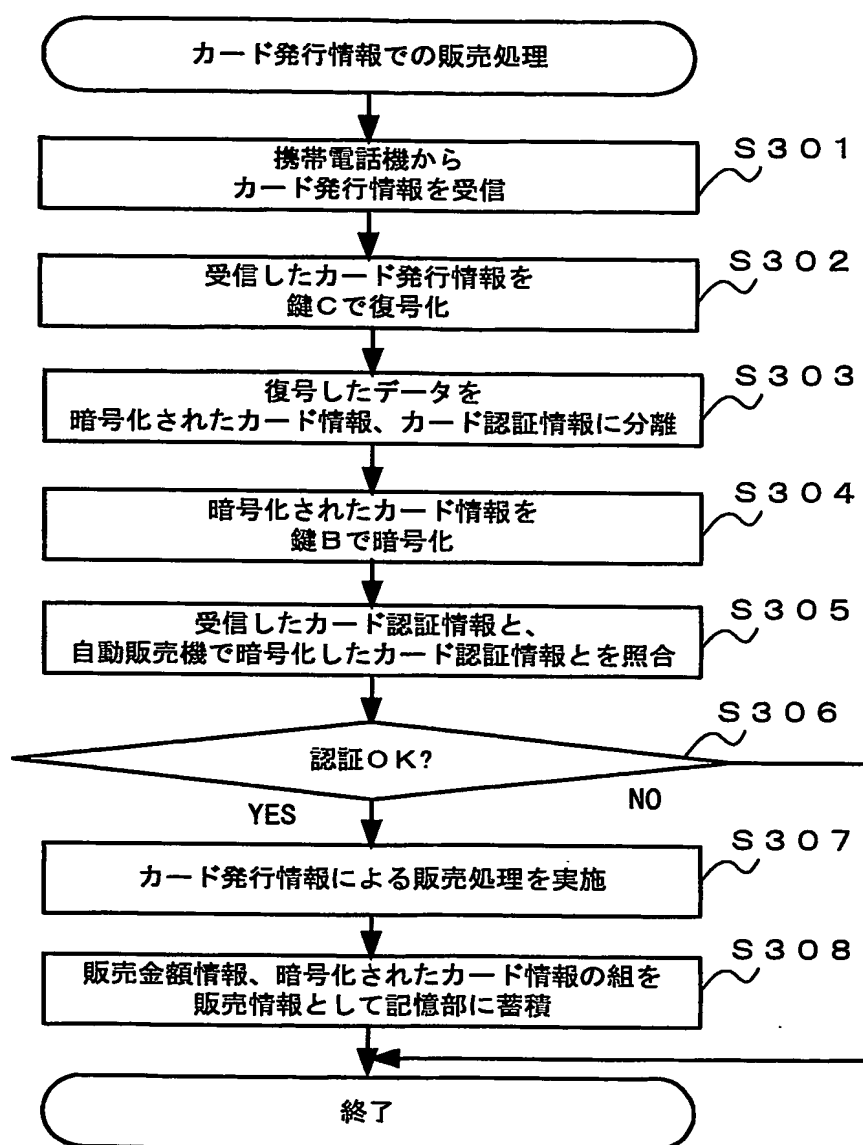 カード発行情報での販売処理
S301
携帯電話機から
カード発行情報を受信
S302
受信したカード発行情報を
鍵Cで復号化
S303
復号したデータを
暗号化されたカード情報、カード認証情報に分離
S304
暗号化されたカード情報を
鍵Bで暗号化
S305
受信したカード認証情報と、
自動販売機で暗号化したカード認証情報とを照合
S306
認証OK?
YES
NO
S307
カード発行情報による販売処理を実施
S308
販売金額情報、暗号化されたカード情報の組を
販売情報として記憶部に蓄積
終了